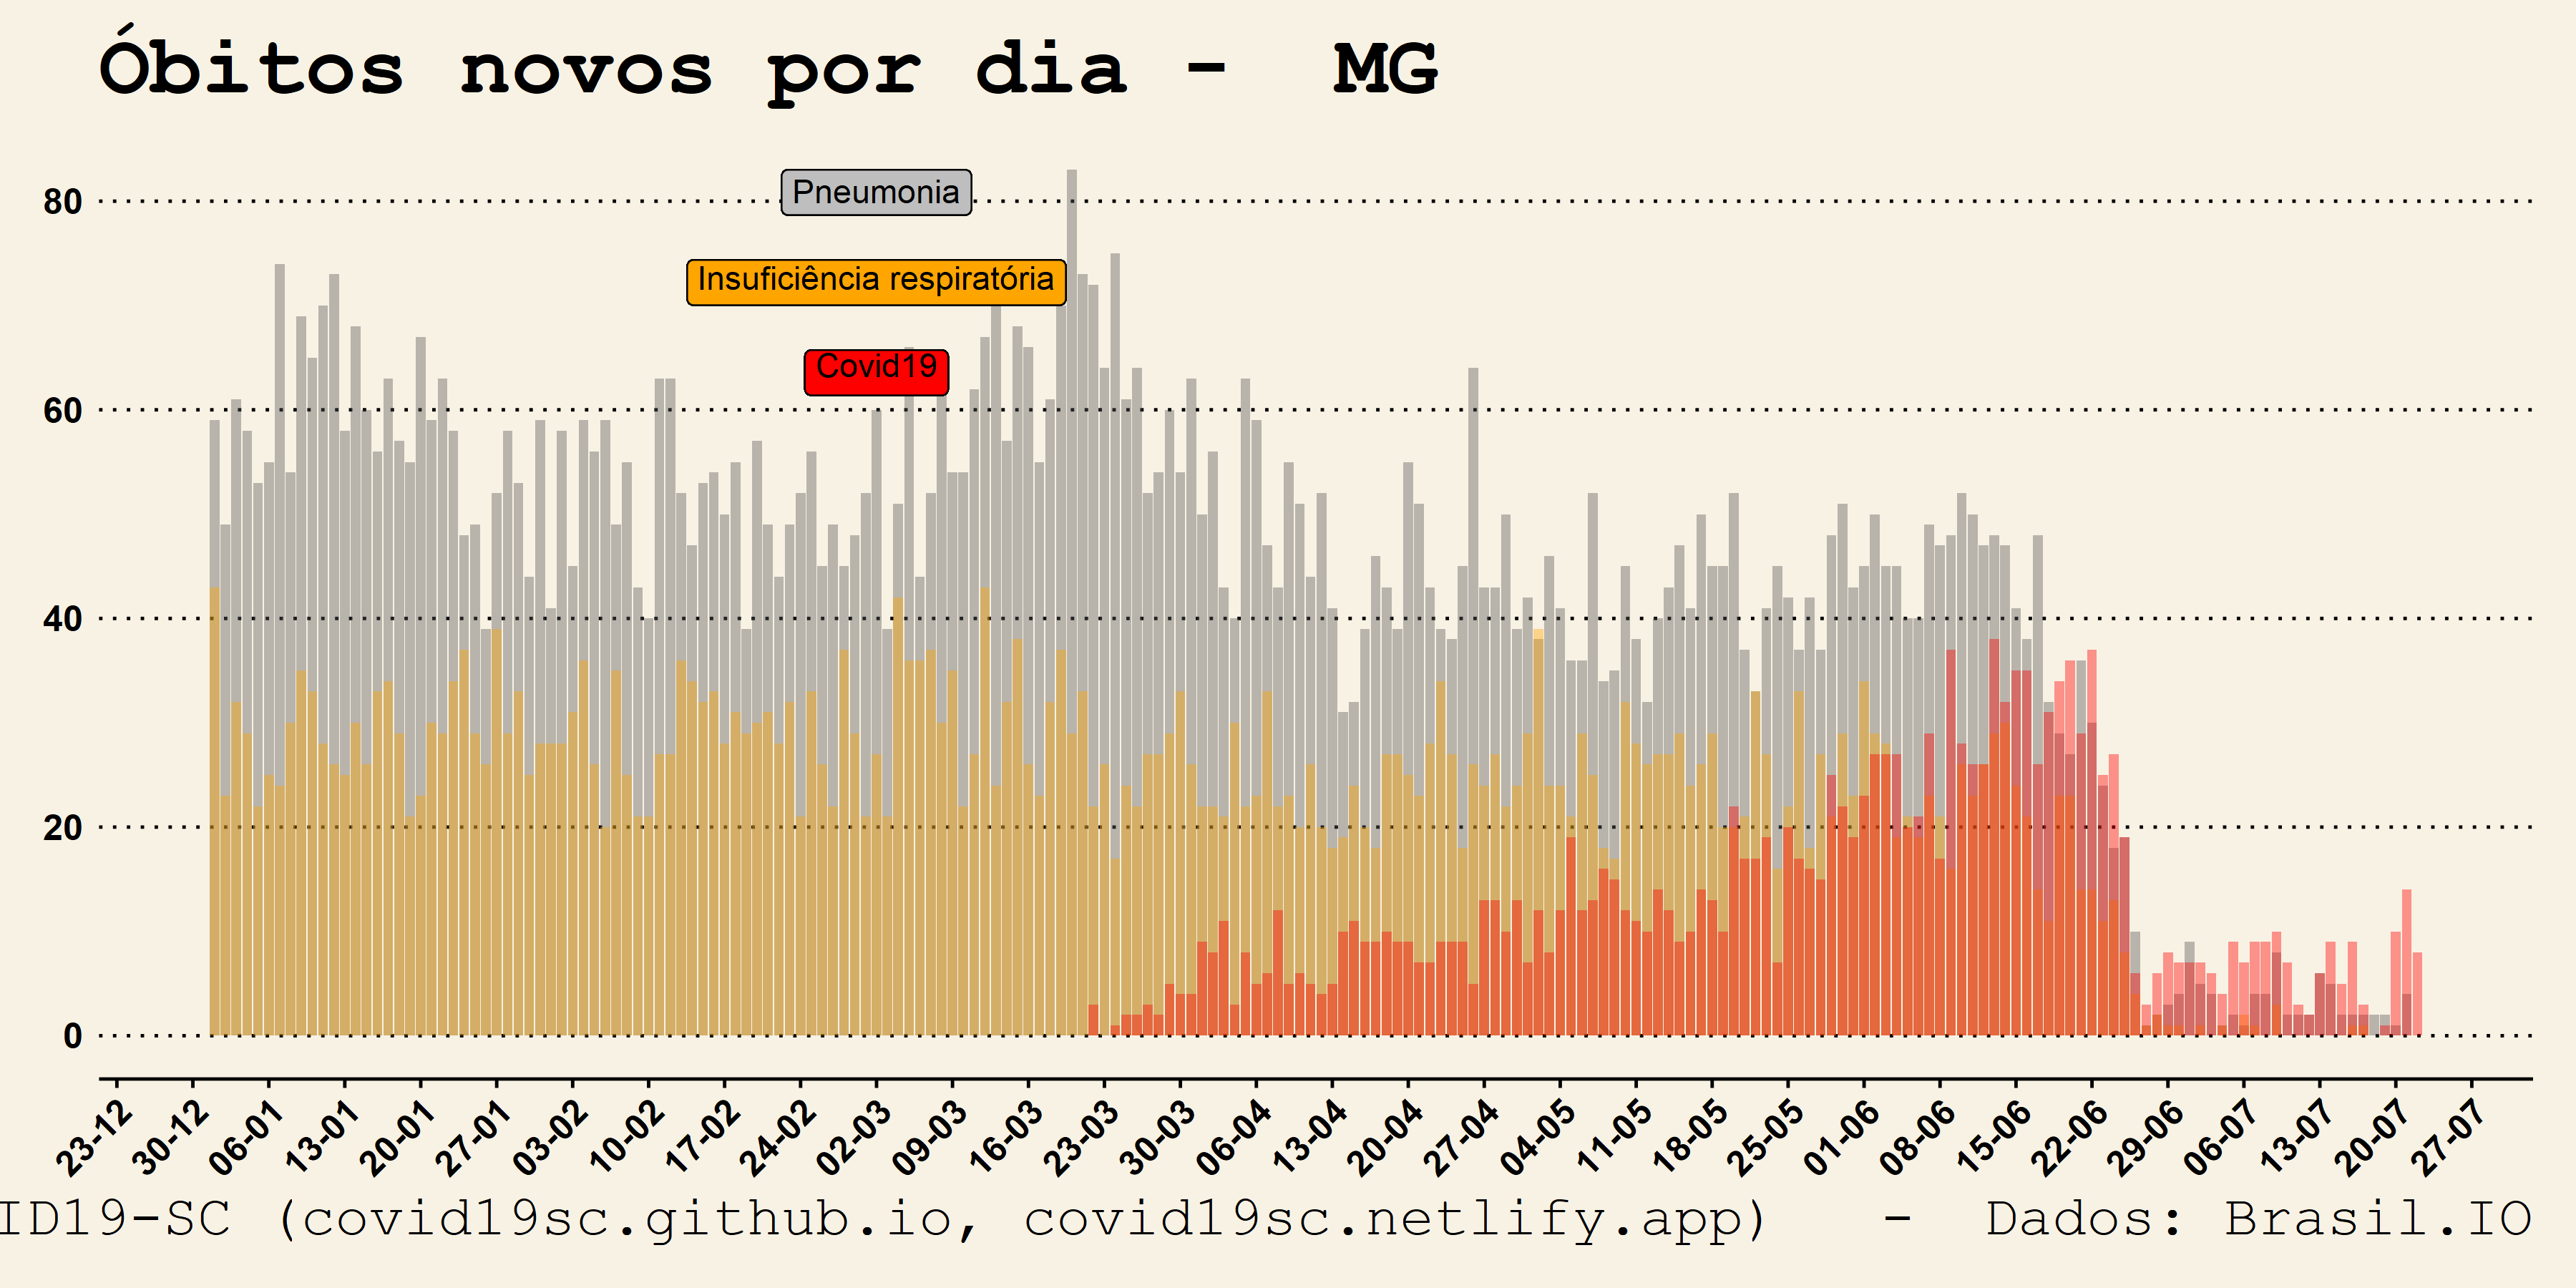 Óbitos novos por dia - MG
80
Pneumonia
Insuficiência respiratória
Covid19
60
40
20
0
23-12 30-12 06-01 13-01 20-01 27-01 03-02 10-02 17-02 24-02 02-03 09-03 16-03 23-03 30-03 06-04 13-04 20-04 27-04 04-05 11-05 18-05 25-05 01-06 08-06 15-06 22-06 29-06 06-07 13-07 20-07 27-07
ID19-SC (covid19sc.github.io, covid19sc.netlify.app) - Dados: Brasil.IO